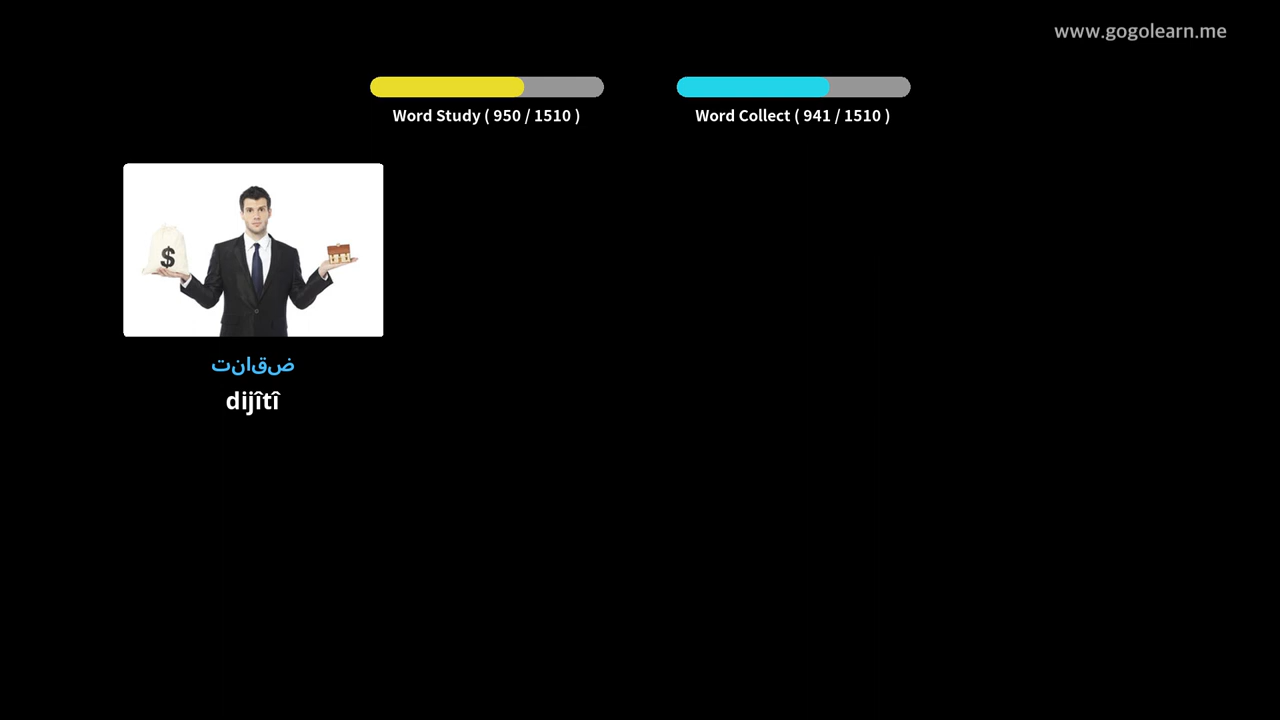 www.gogolearn.me
Word Study ( 950 / 1510 )
Word Collect ( 941 / 1510 )
$
ضقانت
dijîtî